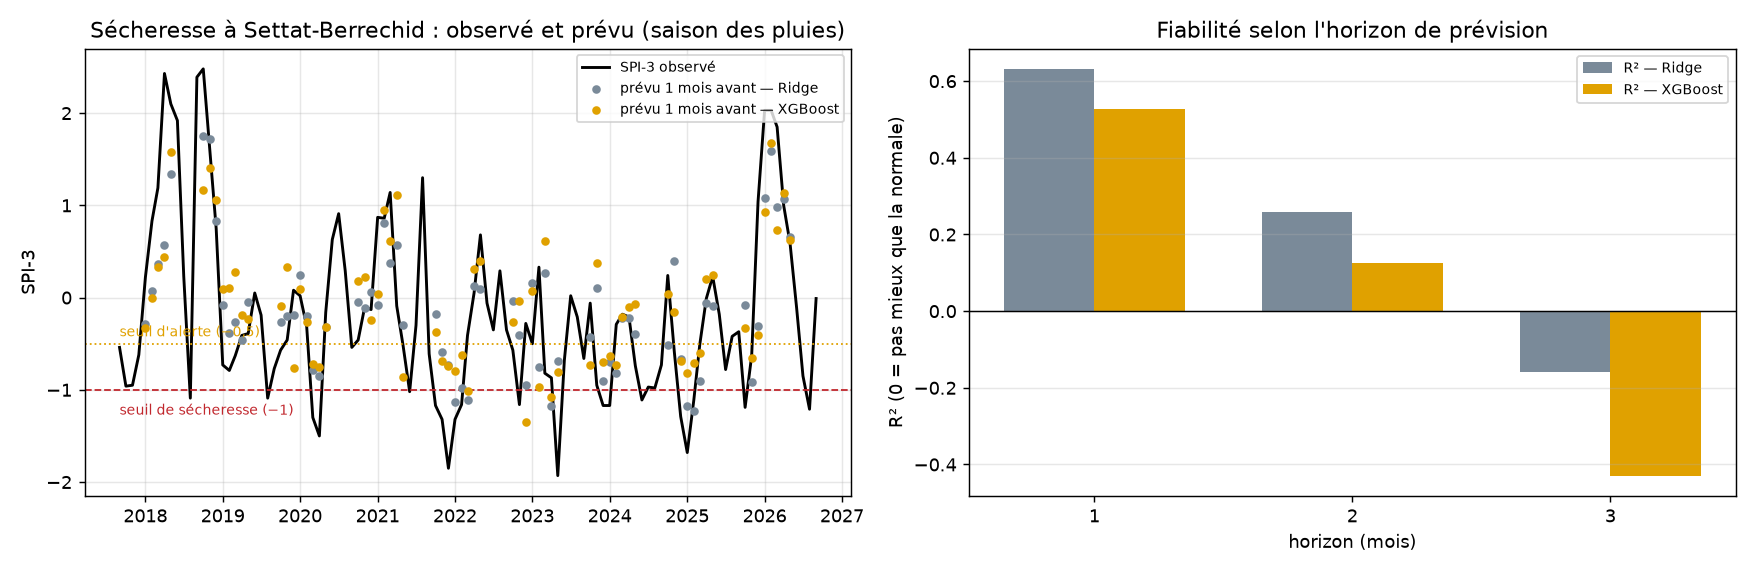 Sécheresse à Settat-Berrechid : observé et prévu (saison des pluies)
SPI-3 observé
prévu 1 mois avant — Ridge
prévu 1 mois avant — XGBoost
2
1
0
−1
−2
SPI-3
seuil d'alerte (−0.5)
seuil de sécheresse (−1)
2018 2019 2020 2021 2022 2023 2024 2025 2026 2027
Fiabilité selon l'horizon de prévision
R² — Ridge
R² — XGBoost
0.6
0.4
0.2
0.0
−0.2
−0.4
R² (0 = pas mieux que la normale)
1 2 3
horizon (mois)